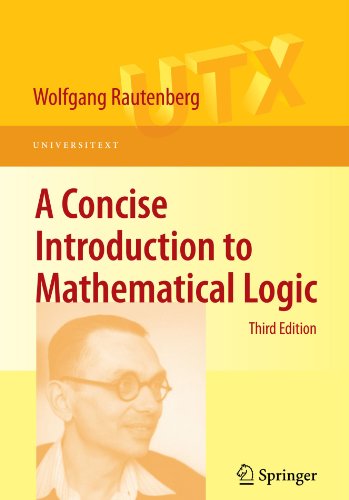 UTX
Wolfgang Rautenberg
UNIVERSITEXT
A Concise
Introduction to
Mathematical Logic
Third Edition
Springer